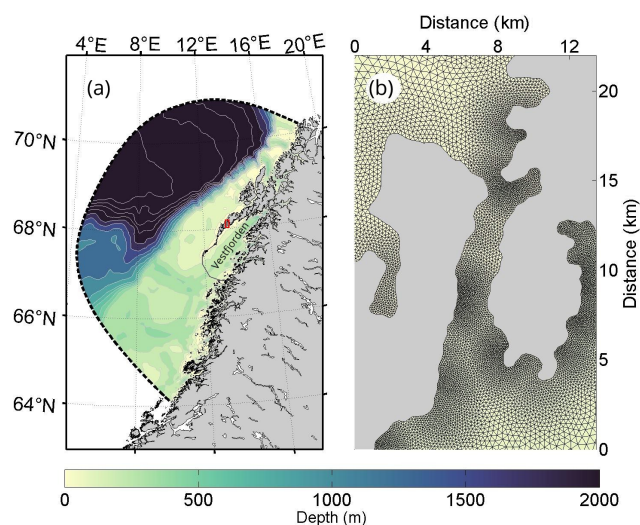 Distance (km)
4°E 8°E 12°E 16°E 20°E
0 4 8 12
(a)
(b)
70°N
68°N
66°N
64°N
Vestfjorden
20
15
10
5
0
Distance (km)
0 500 1000 1500 2000
Depth (m)